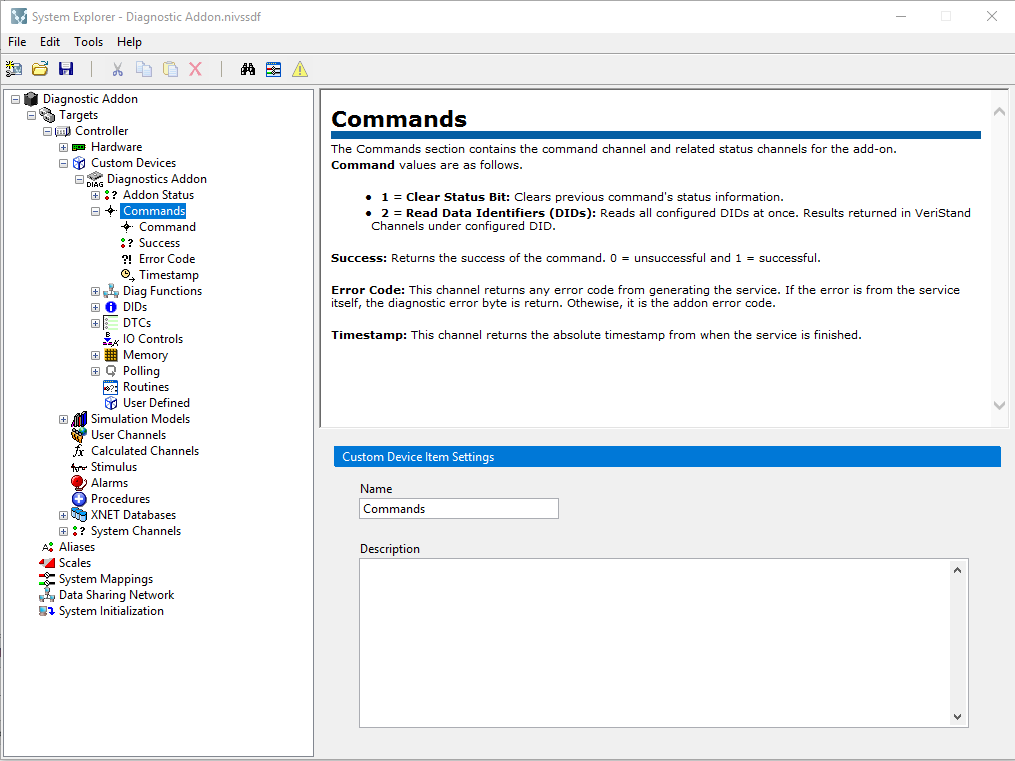 System Explorer - Diagnostic Addon.nivssdf
File Edit Tools Help
Diagnostic Addon
Targets
Controller
Hardware
Custom Devices
DIAG Diagnostics Addon
Addon Status
Commands
Command
Success
Error Code
Timestamp
Diag Functions
DIDs
DTCs
IO Controls
Memory
Polling
Routines
User Defined
Simulation Models
User Channels
Calculated Channels
Stimulus
Alarms
Procedures
XNET Databases
System Channels
Aliases
Scales
System Mappings
Data Sharing Network
System Initialization
Commands
The Commands section contains the command channel and related status channels for the add-on.
Command values are as follows.
• 1 = Clear Status Bit: Clears previous command's status information.
• 2 = Read Data Identifiers (DIDs): Reads all configured DIDs at once. Results returned in VeriStand
Channels under configured DID.
Success: Returns the success of the command. 0 = unsuccessful and 1 = successful.
Error Code: This channel returns any error code from generating the service. If the error is from the service
itself, the diagnostic error byte is return. Othewise, it is the addon error code.
Timestamp: This channel returns the absolute timestamp from when the service is finished.
Custom Device Item Settings
Name
Commands
Description